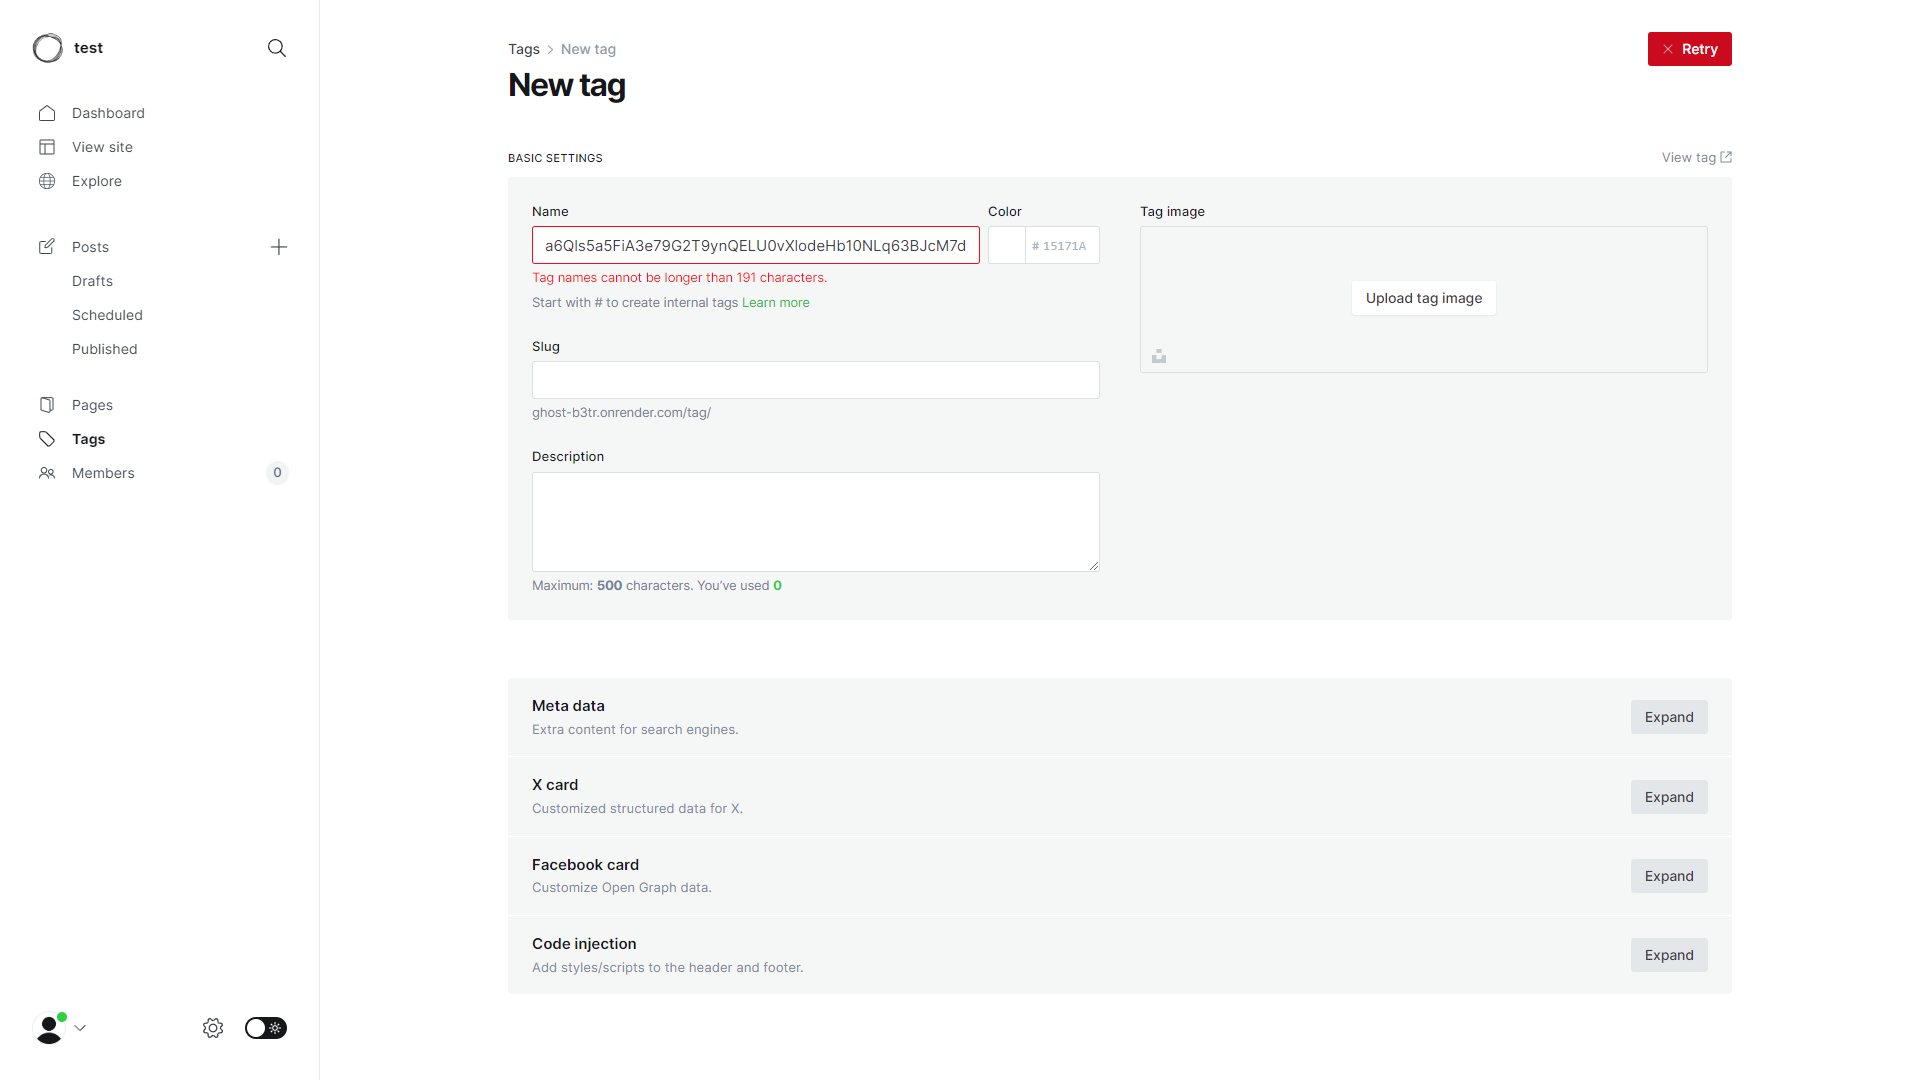 test
Dashboard
View site
Explore
Posts
Drafts
Scheduled
Published
Pages
Tags
Members 0
Tags > New tag
Retry
New tag
BASIC SETTINGS
View tag
Name
a6Qls5a5FiA3e79G2T9ynQELU0vXlodeHb10NLq63BJcM7d
Tag names cannot be longer than 191 characters.
Start with # to create internal tags Learn more
Color
# 15171A
Tag image
Upload tag image
Slug
ghost-b3tr.onrender.com/tag/
Description
Maximum: 500 characters. You’ve used 0
Meta data
Extra content for search engines.
Expand
X card
Customized structured data for X.
Expand
Facebook card
Customize Open Graph data.
Expand
Code injection
Add styles/scripts to the header and footer.
Expand